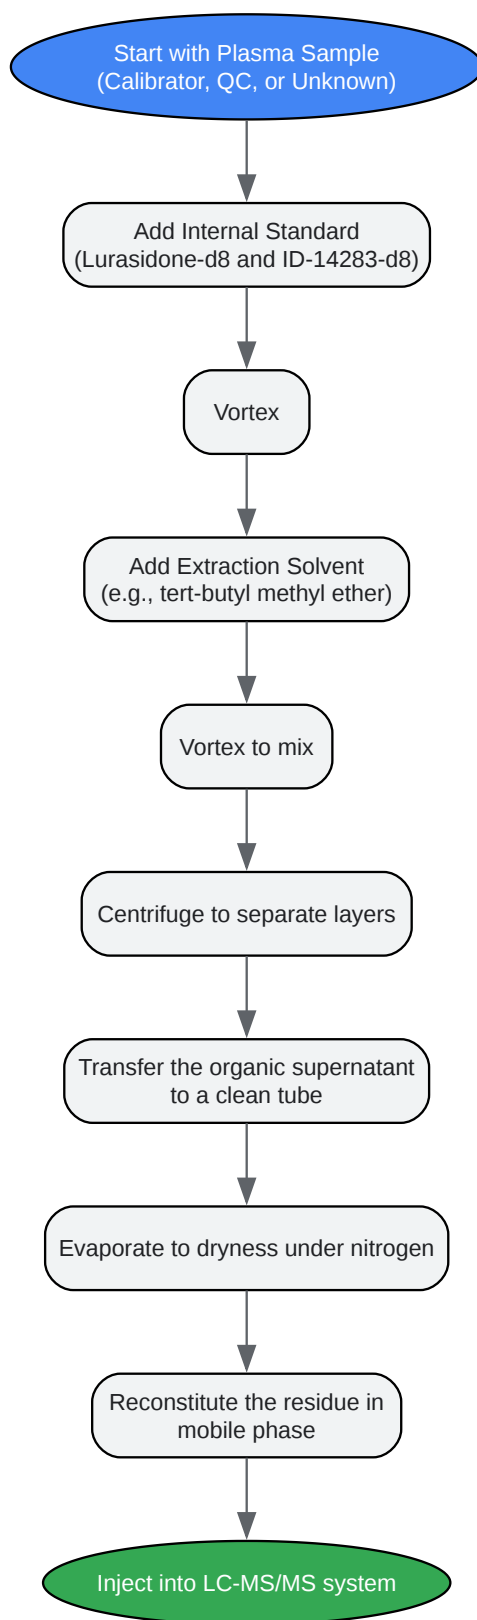 Start with Plasma Sample
(Calibrator, QC, or Unknown)
Add Internal Standard
(Lurasidone-d8 and ID-14283-d8)
Vortex
Add Extraction Solvent
(e.g., tert-butyl methyl ether)
Vortex to mix
Centrifuge to separate layers
Transfer the organic supernatant
to a clean tube
Evaporate to dryness under nitrogen
Reconstitute the residue in
mobile phase
Inject into LC-MS/MS system